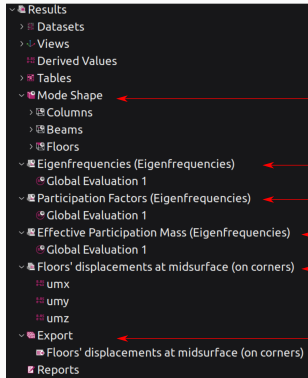 Results
Datasets
Views
Derived Values
Tables
Mode Shape
Columns
Beams
Floors
Eigenfrequencies (Eigenfrequencies)
Global Evaluation 1
Participation Factors (Eigenfrequencies)
Global Evaluation 1
Effective Participation Mass (Eigenfrequencies)
Global Evaluation 1
Floors' displacements at midsurface (on corners)
umx
umy
umz
Export
Floors' displacements at midsurface (on corners)
Reports